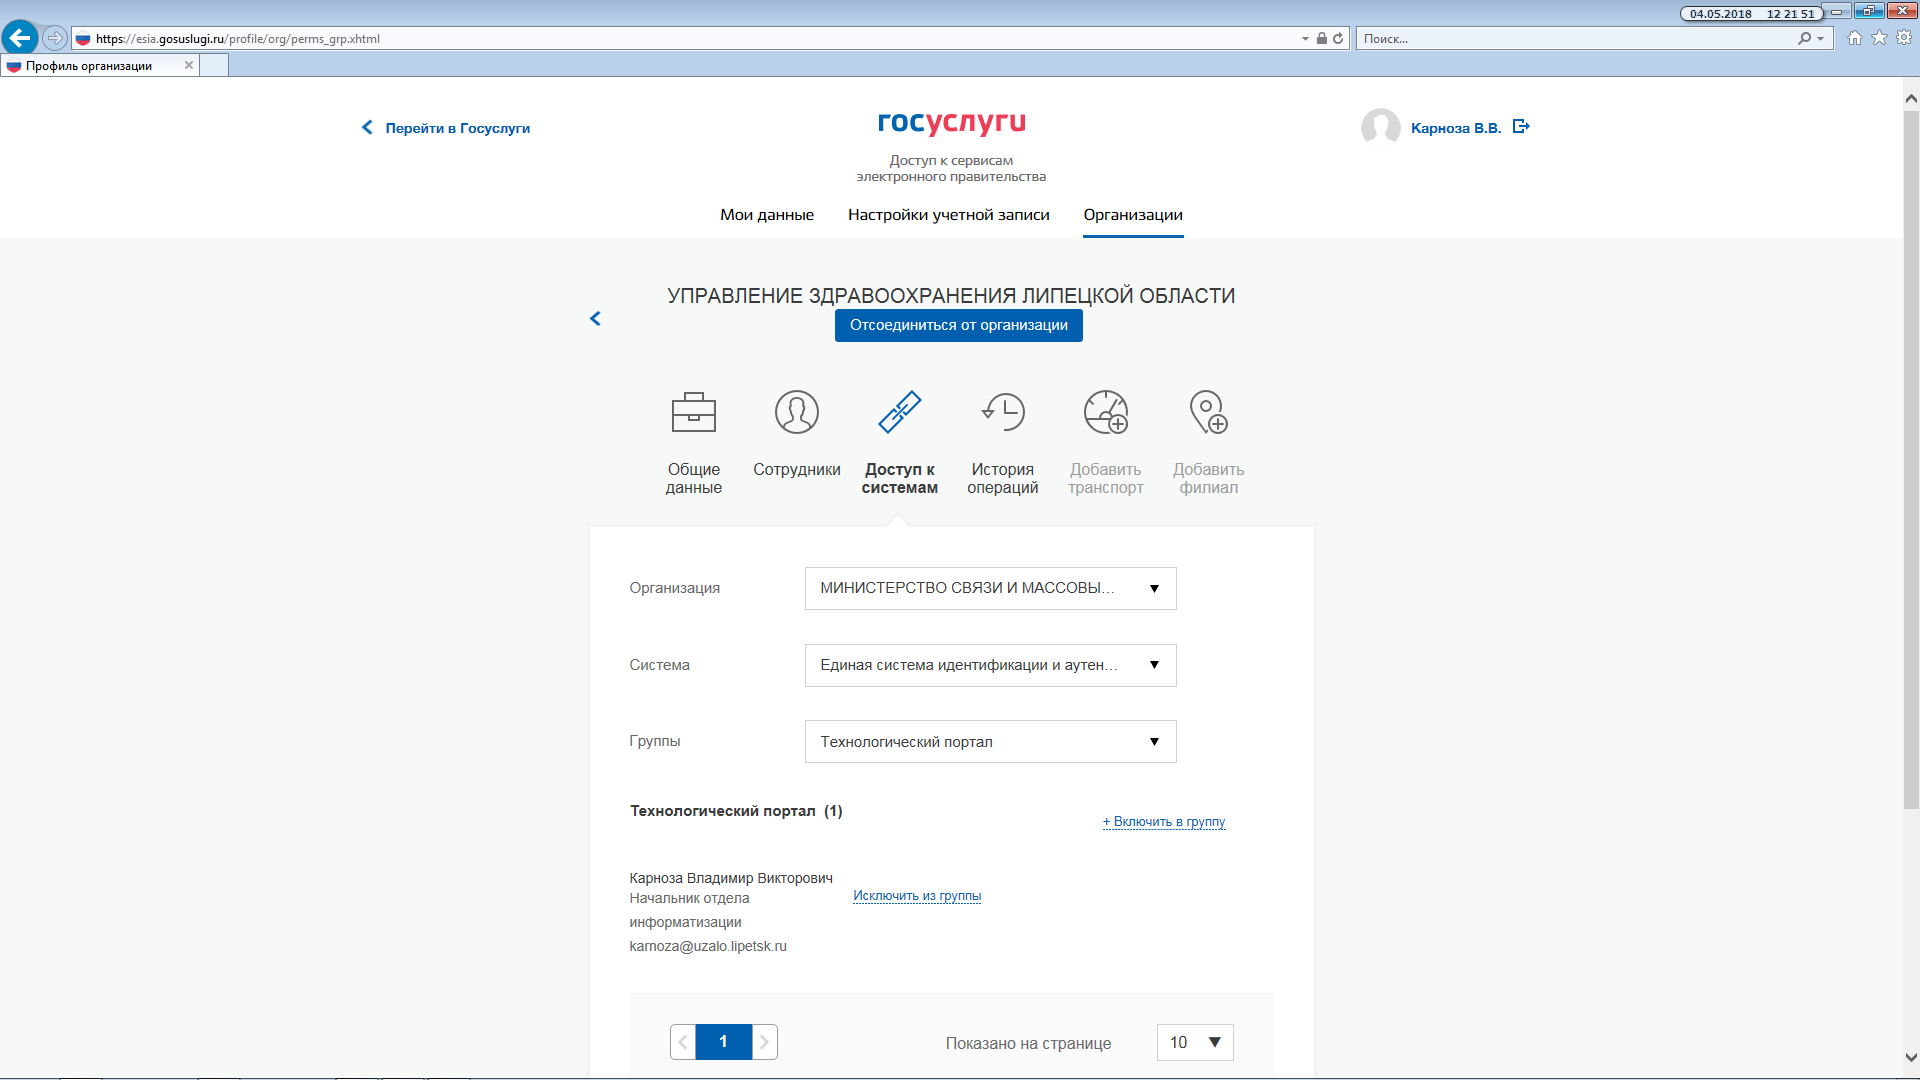 04.05.2018 12 21 51
https://esia.gosuslugi.ru/profile/org/perms_grp.xhtml
Поиск...
Профиль организации
Перейти в Госуслуги
госуслуги
Карноза В.В.
Доступ к сервисам
электронного правительства
Мои данные Настройки учетной записи Организации
УПРАВЛЕНИЕ ЗДРАВООХРАНЕНИЯ ЛИПЕЦКОЙ ОБЛАСТИ
Отсоединиться от организации
Общие данные
Сотрудники
Доступ к системам
История операций
Добавить транспорт
Добавить филиал
Организация МИНИСТЕРСТВО СВЯЗИ И МАССОВЫ...
Система Единая система идентификации и аутен...
Группы Технологический портал
Технологический портал (1)
+ Включить в группу
Карноза Владимир Викторович
Начальник отдела
информатизации
karnoza@uzalo.lipetsk.ru
Исключить из группы
1
Показано на странице 10